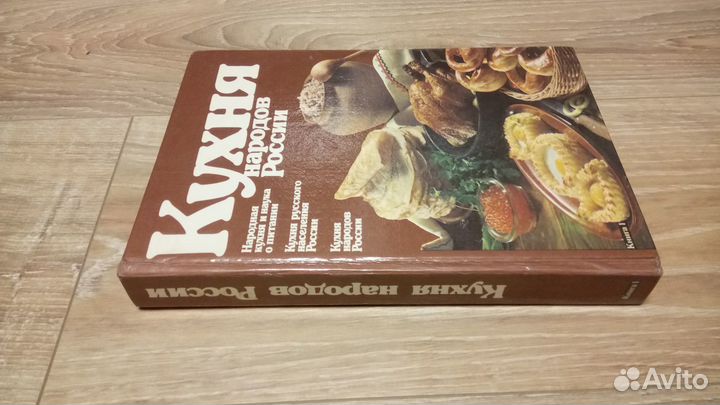 Кухня
народов
России
Народная
кухня и наука
о питании
Кухня русского
населения
России
Кухня
народов
России
Книга 1
Кухня народов России
Книга 1
Avito